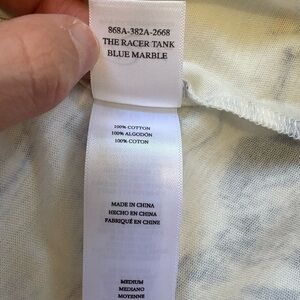 868A-382A-2668
THE RACER TANK
BLUE MARBLE
100% COTTON
100% ALGODÓN
100% COTON
MADE IN CHINA
HECHO EN CHINA
FABRIQUÉ EN CHINE
MEDIUM
MEDIANO
MOYENNE